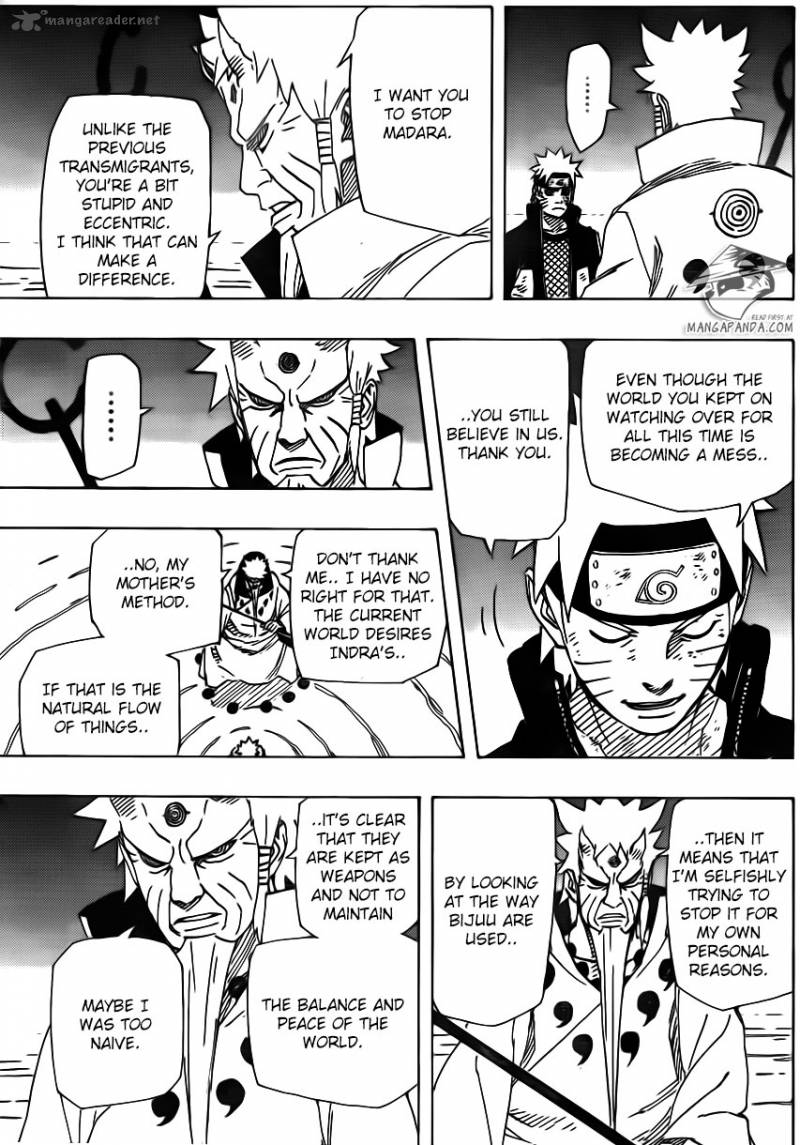 mangareader.net
........
I WANT YOU
TO STOP
MADARA.
UNLIKE THE
PREVIOUS
TRANSMIGRANTS,
YOU'RE A BIT
STUPID AND
ECCENTRIC.
I THINK THAT CAN
MAKE A
DIFFERENCE.
READ FIRST AT
MANGAPANDA.COM
EVEN THOUGH THE
WORLD YOU KEPT ON
WATCHING OVER FOR
ALL THIS TIME IS
BECOMING A MESS..
..YOU STILL
BELIEVE IN US.
THANK YOU.
......
DON'T THANK
ME.. I HAVE NO
RIGHT FOR THAT.
THE CURRENT
WORLD DESIRES
INDRA'S..
..NO, MY
MOTHER'S
METHOD.
IF THAT IS THE
NATURAL FLOW
OF THINGS..
..THEN IT
MEANS THAT
I'M SELFISHLY
TRYING TO
STOP IT FOR
MY OWN
PERSONAL
REASONS.
BY LOOKING
AT THE WAY
BIJUU ARE
USED..
..IT'S CLEAR
THAT THEY
ARE KEPT AS
WEAPONS
AND NOT TO
MAINTAIN
THE BALANCE AND
PEACE OF THE
WORLD.
MAYBE I
WAS TOO
NAIVE.